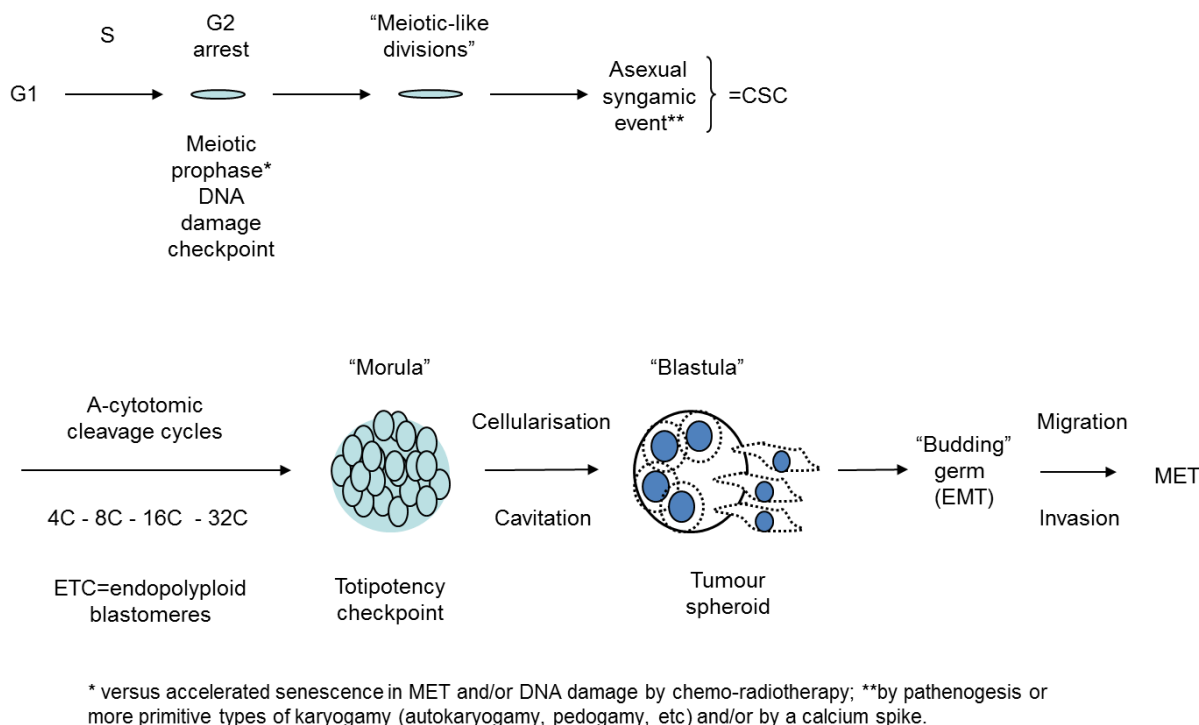 S
G2
arrest
“Meiotic-like
divisions”
G1
Asexual
syngamic
event**
=CSC
Meiotic
prophase*
DNA
damage
checkpoint
A-cytotomic
cleavage cycles
4C - 8C - 16C - 32C
ETC=endopolyploid
blastomeres
“Morula”
Totipotency
checkpoint
Cellularisation
Cavitation
“Blastula”
Tumour
spheroid
“Budding”
germ
(EMT)
Migration
Invasion
MET
* versus accelerated senescence in MET and/or DNA damage by chemo-radiotherapy; **by pathenogesis or
more primitive types of karyogamy (autokaryogamy, pedogamy, etc) and/or by a calcium spike.